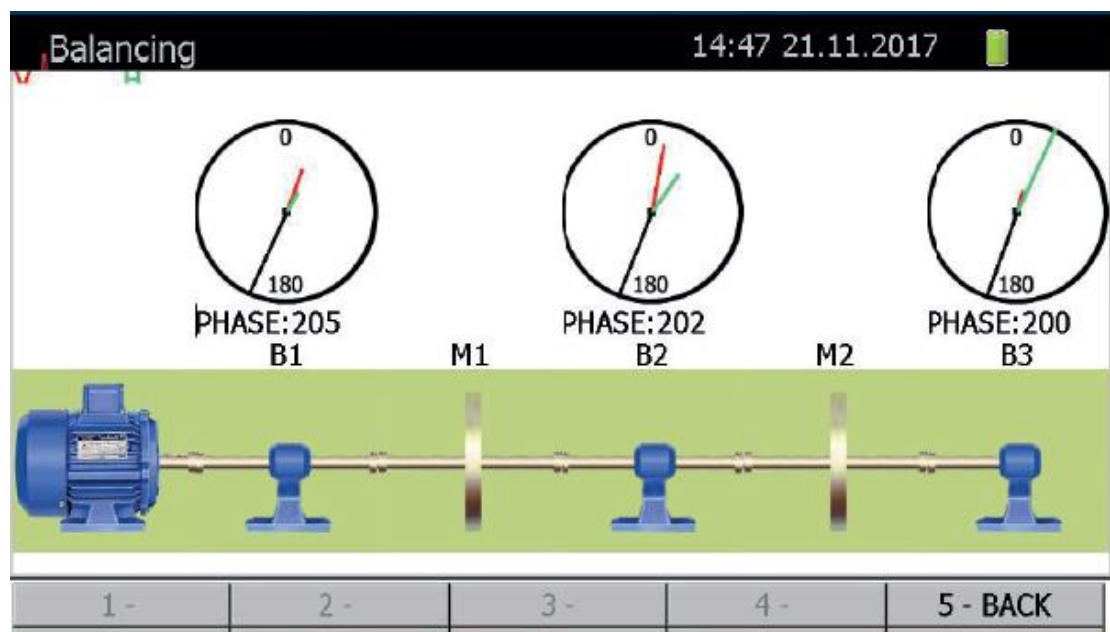 Balancing 14:47 21.11.2017
0 0 0
180 180 180
PHASE:205 PHASE:202 PHASE:200
B1 M1 B2 M2 B3
1 - 2 - 3 - 4 - 5 - BACK